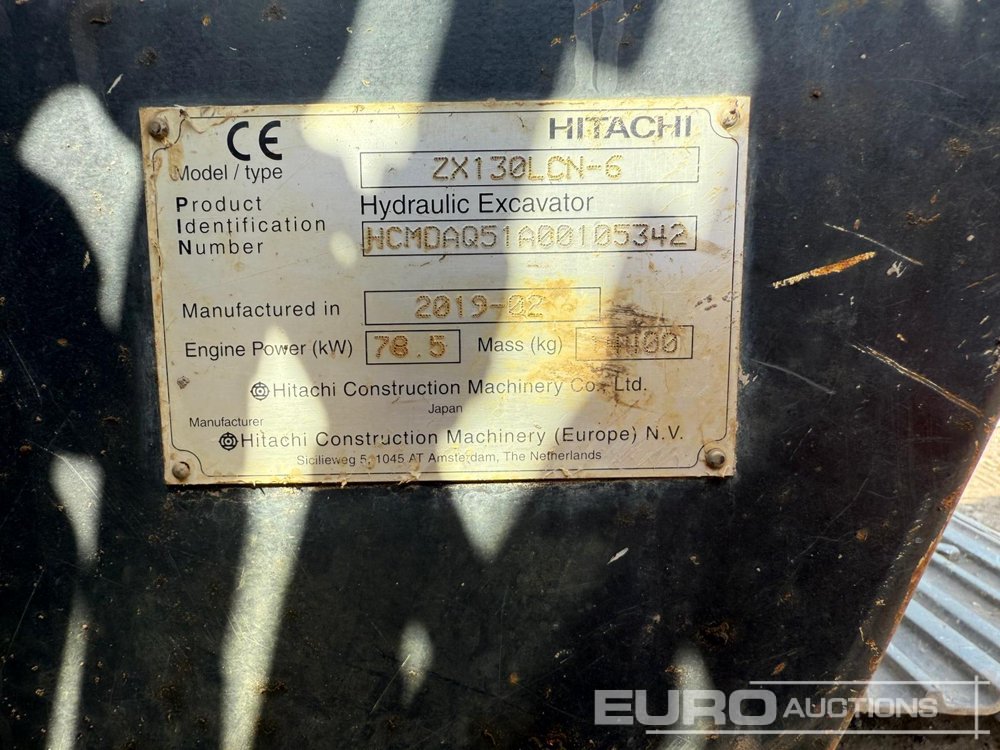 CE HITACHI
Model / type ZX130LCN-6
Product Hydraulic Excavator
Identification HCMDAQ51A00105342
Number
Manufactured in 2019-02
Engine Power (kW) 78.5 Mass (kg)
Hitachi Construction Machinery Co., Ltd.
Japan
Manufacturer
Hitachi Construction Machinery (Europe) N.V.
Sicilieweg 5, 1045 AT Amsterdam, The Netherlands
EURO AUCTIONS